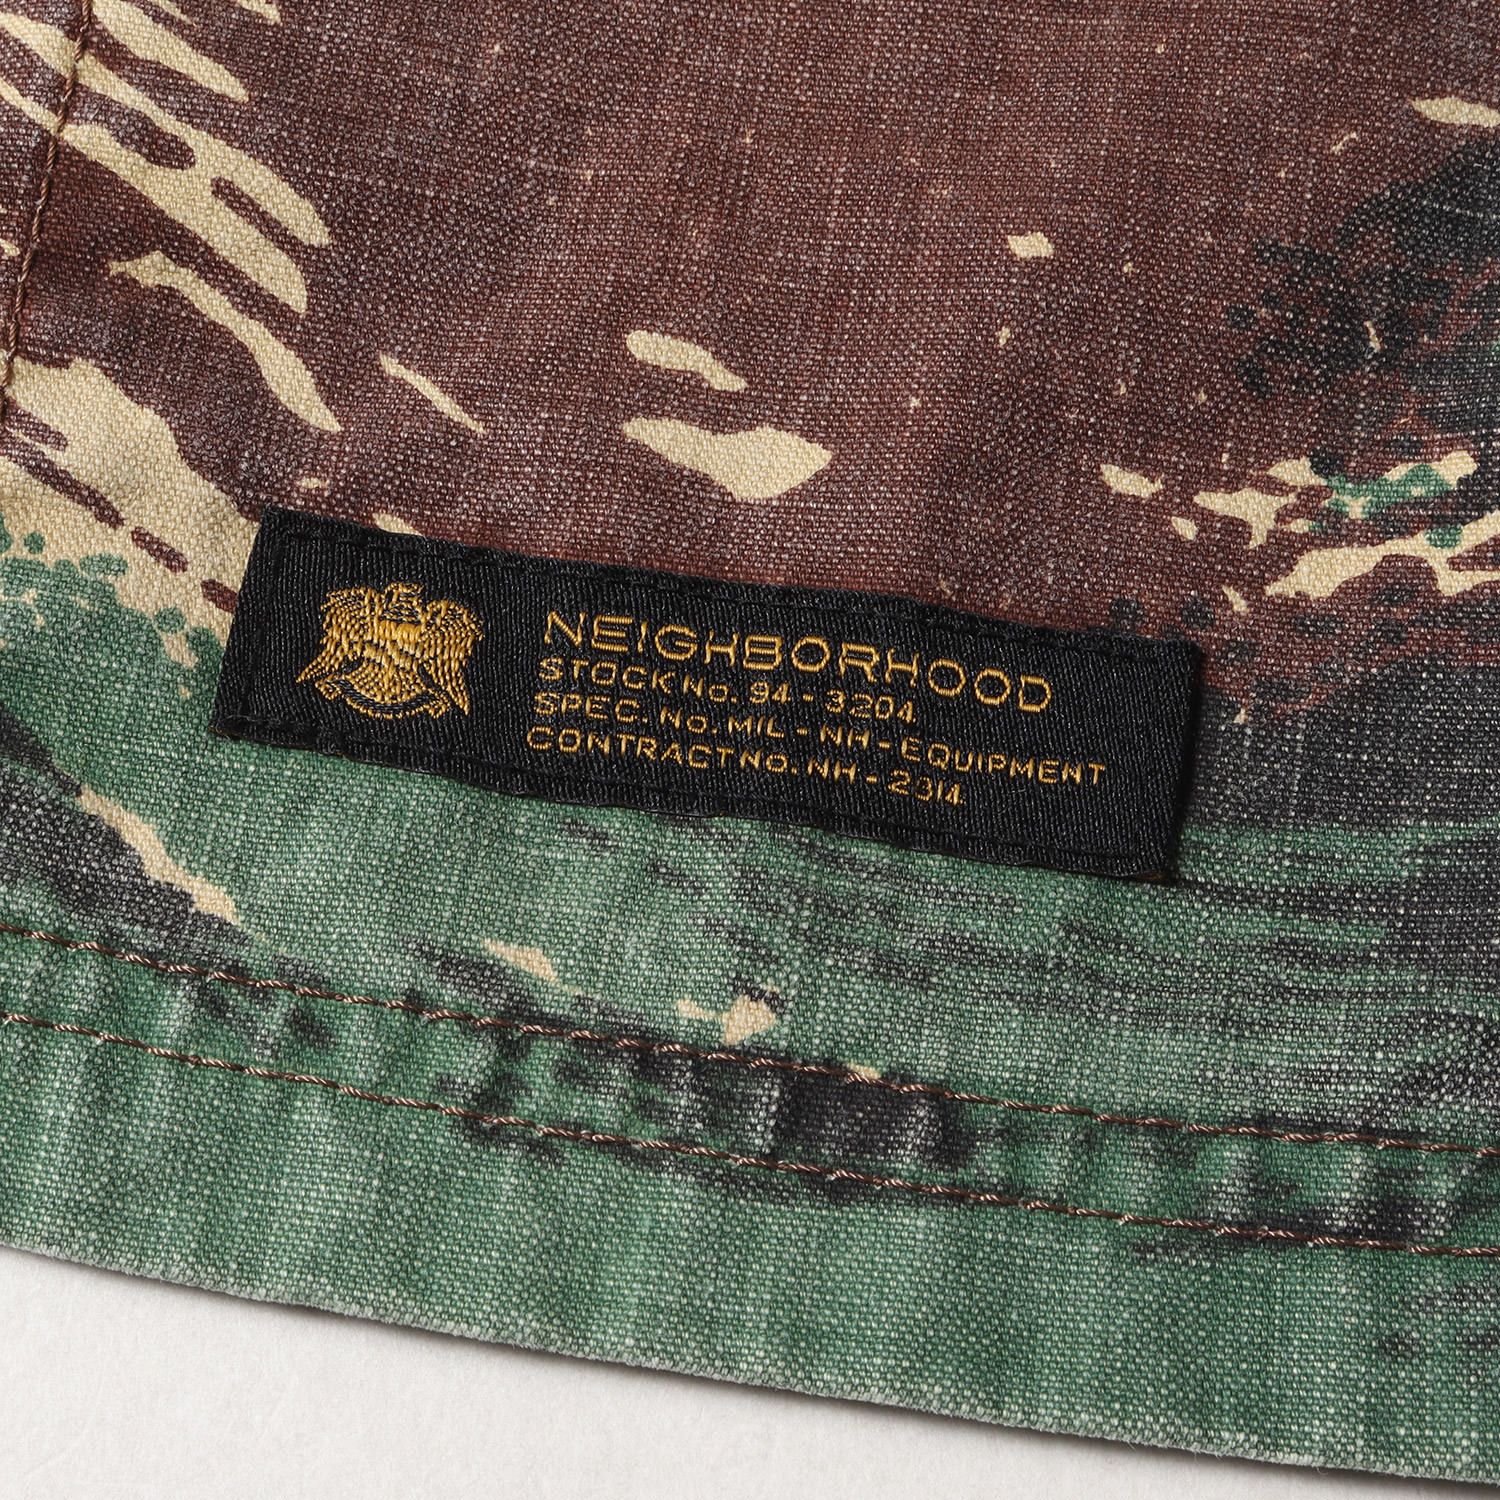 NEIGHBORHOOD
STOCK No. 94-3204
SPEC. No. MIL-NH-EQUIPMENT
CONTRACT No. NH-2314